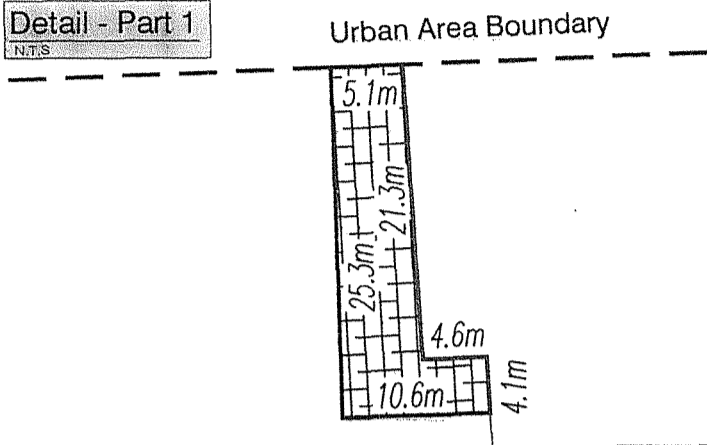 Detail - Part 1
N.T.S
Urban Area Boundary
5.1m
21.3m
25.3m
4.6m
10.6m
4.1m